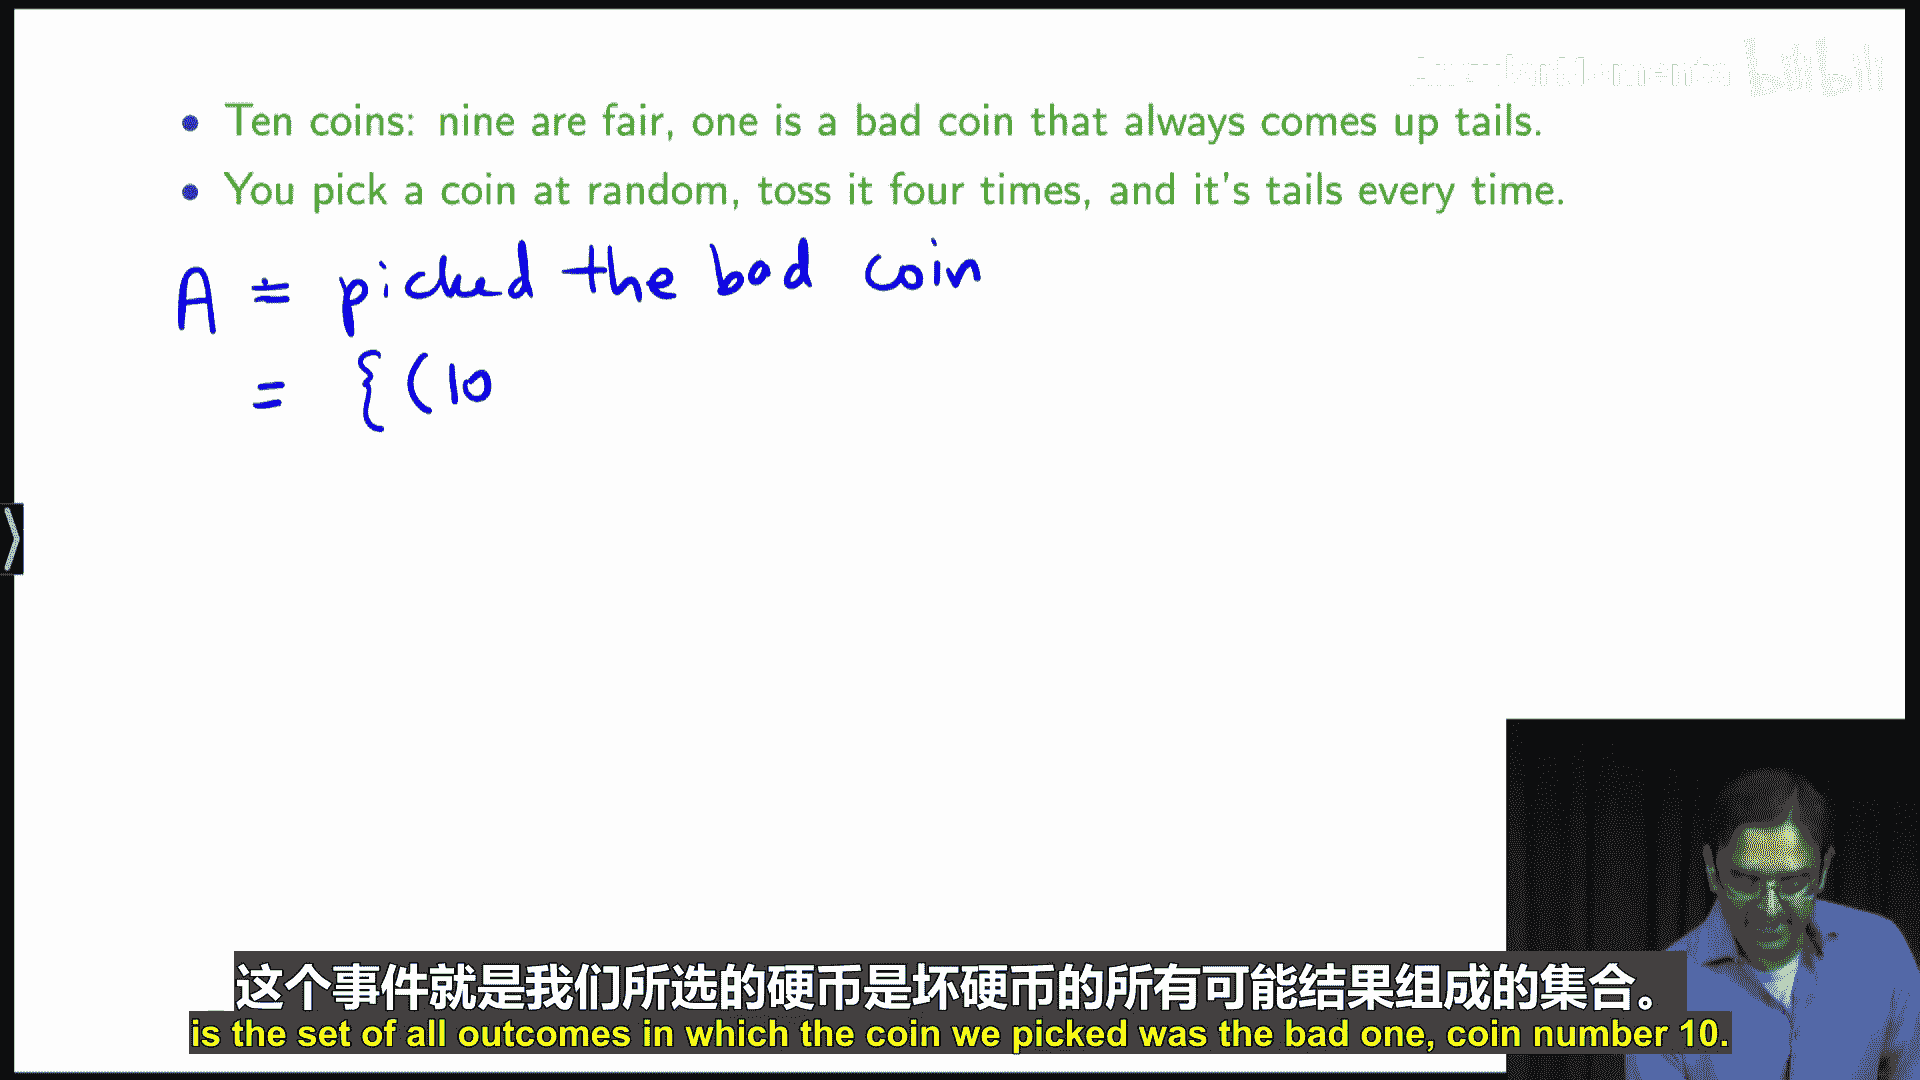 bilibili
• Ten coins: nine are fair, one is a bad coin that always comes up tails.
• You pick a coin at random, toss it four times, and it's tails every time.
A ≐ picked the bad coin
= {(10
这个事件就是我们所选的硬币是坏硬币的所有可能结果组成的集合。
is the set of all outcomes in which the coin we picked was the bad one, coin number 10.